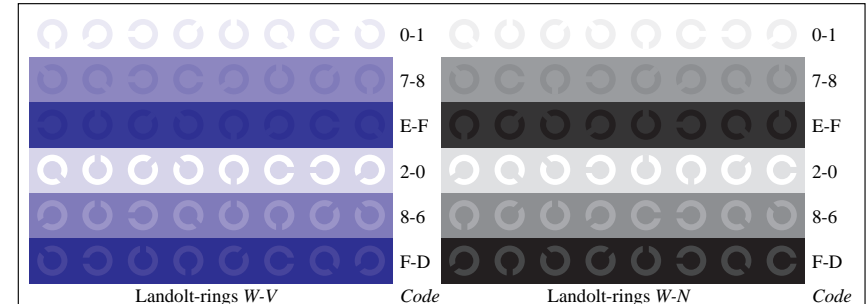 0-1 0-1
7-8 7-8
E-F E-F
2-0 2-0
8-6 8-6
F-D F-D
Landolt-rings W-V Code Landolt-rings W-N Code